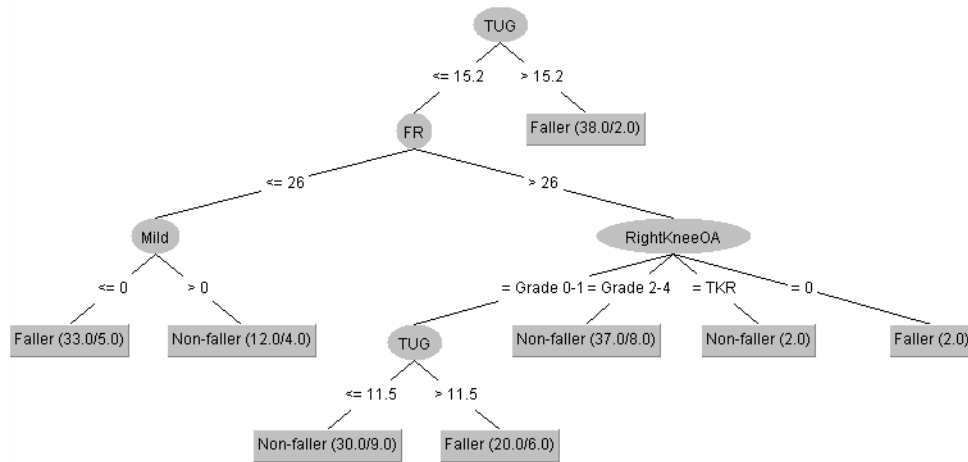 TUG
<= 15.2
> 15.2
FR
Faller (38.0/2.0)
<= 26
> 26
Mild
RightKneeOA
<= 0
> 0
= Grade 0-1
= Grade 2-4
= TKR
= 0
Faller (33.0/5.0)
Non-faller (12.0/4.0)
TUG
Non-faller (37.0/8.0)
Non-faller (2.0)
Faller (2.0)
<= 11.5
> 11.5
Non-faller (30.0/9.0)
Faller (20.0/6.0)